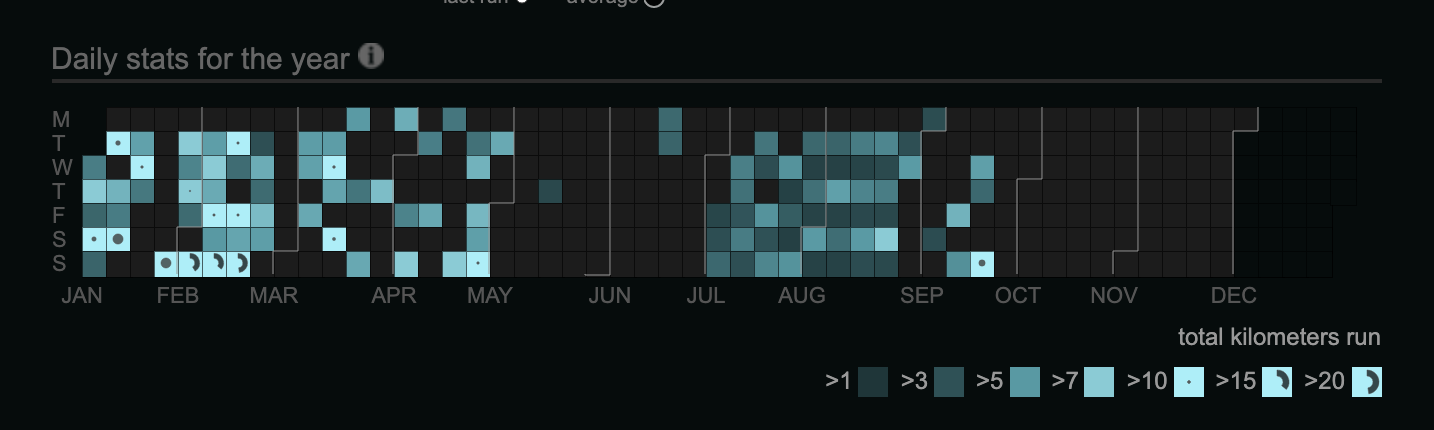 last run average
Daily stats for the year i
M
T
W
T
F
S
S
JAN FEB MAR APR MAY JUN JUL AUG SEP OCT NOV DEC
total kilometers run
>1 >3 >5 >7 >10 >15 >20